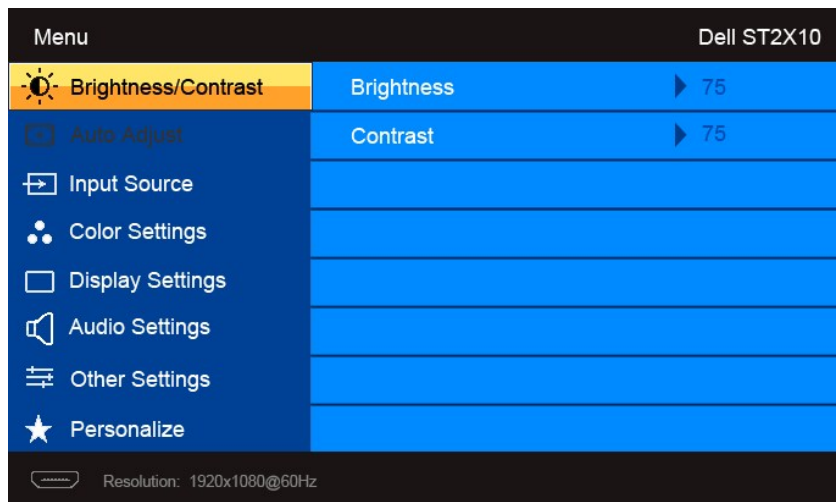 Menu Dell ST2X10
Brightness/Contrast Brightness 75
Auto Adjust Contrast 75
Input Source
Color Settings
Display Settings
Audio Settings
Other Settings
Personalize
Resolution: 1920x1080@60Hz